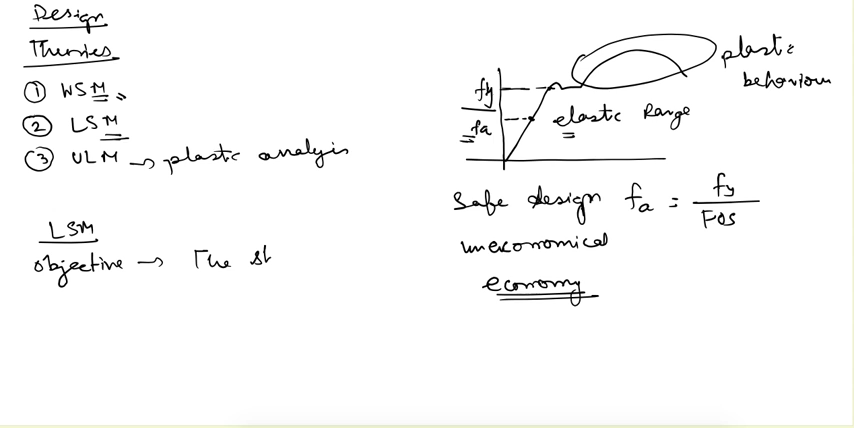 Design
Theories
① WSM
② LSM
③ ULM → plastic analysis
LSM
objective → The st
plastic
behaviour
fy
fa
elastic Range
Safe design fa = fy / FOS
uneconomical
economy